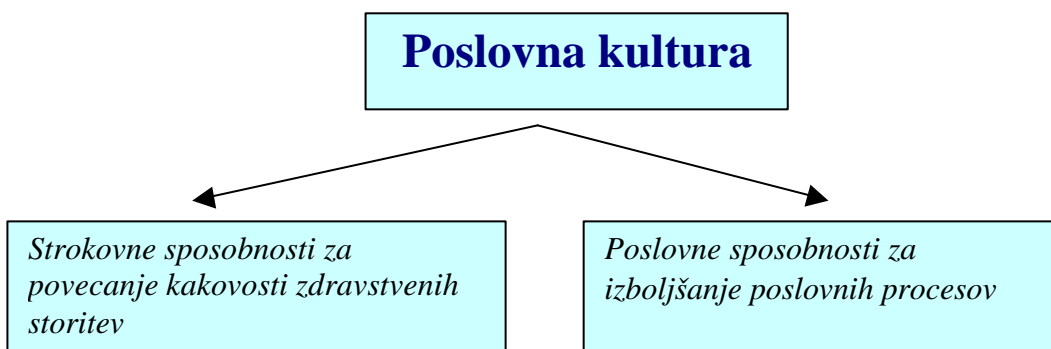 Poslovna kultura
Strokovne sposobnosti za
povecanje kakovosti zdravstvenih
storitev
Poslovne sposobnosti za
izboljšanje poslovnih procesov